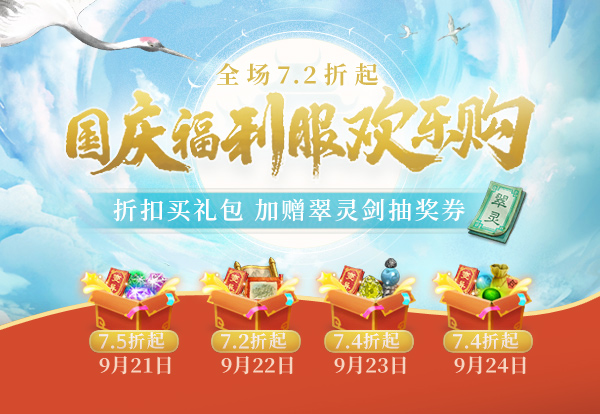 全场7.2折起
国庆福利服欢乐购
折扣买礼包 加赠翠灵剑抽奖券
翠灵
7.5折起
9月21日
7.2折起
9月22日
7.4折起
9月23日
7.4折起
9月24日